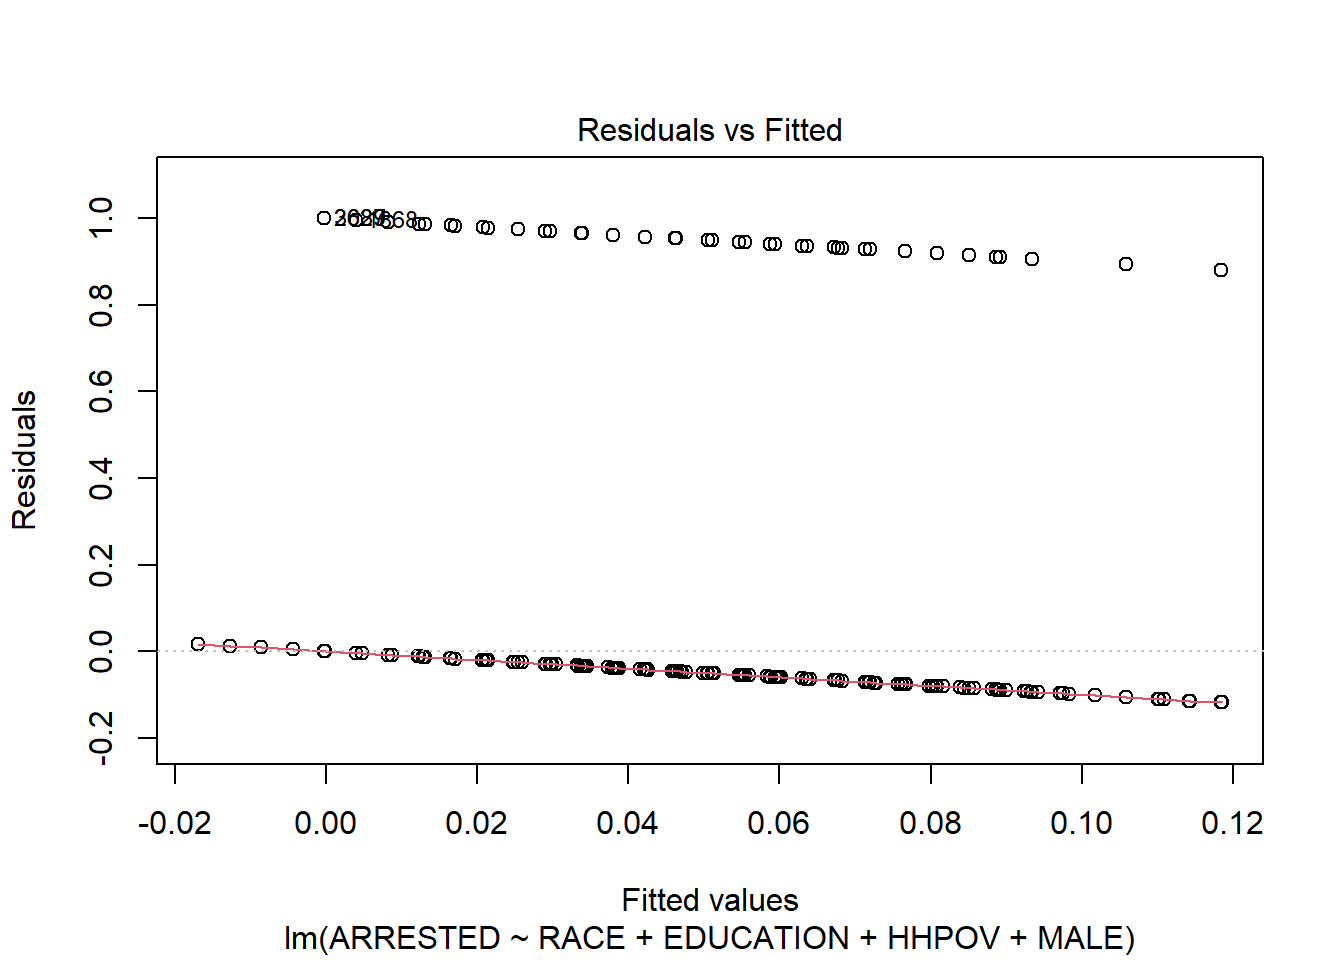 Residuals vs Fitted
Residuals
1.0
0.8
0.6
0.4
0.2
0.0
-0.2
-0.02 0.00 0.02 0.04 0.06 0.08 0.10 0.12
Fitted values
lm(ARRESTED ~ RACE + EDUCATION + HHPOV + MALE)